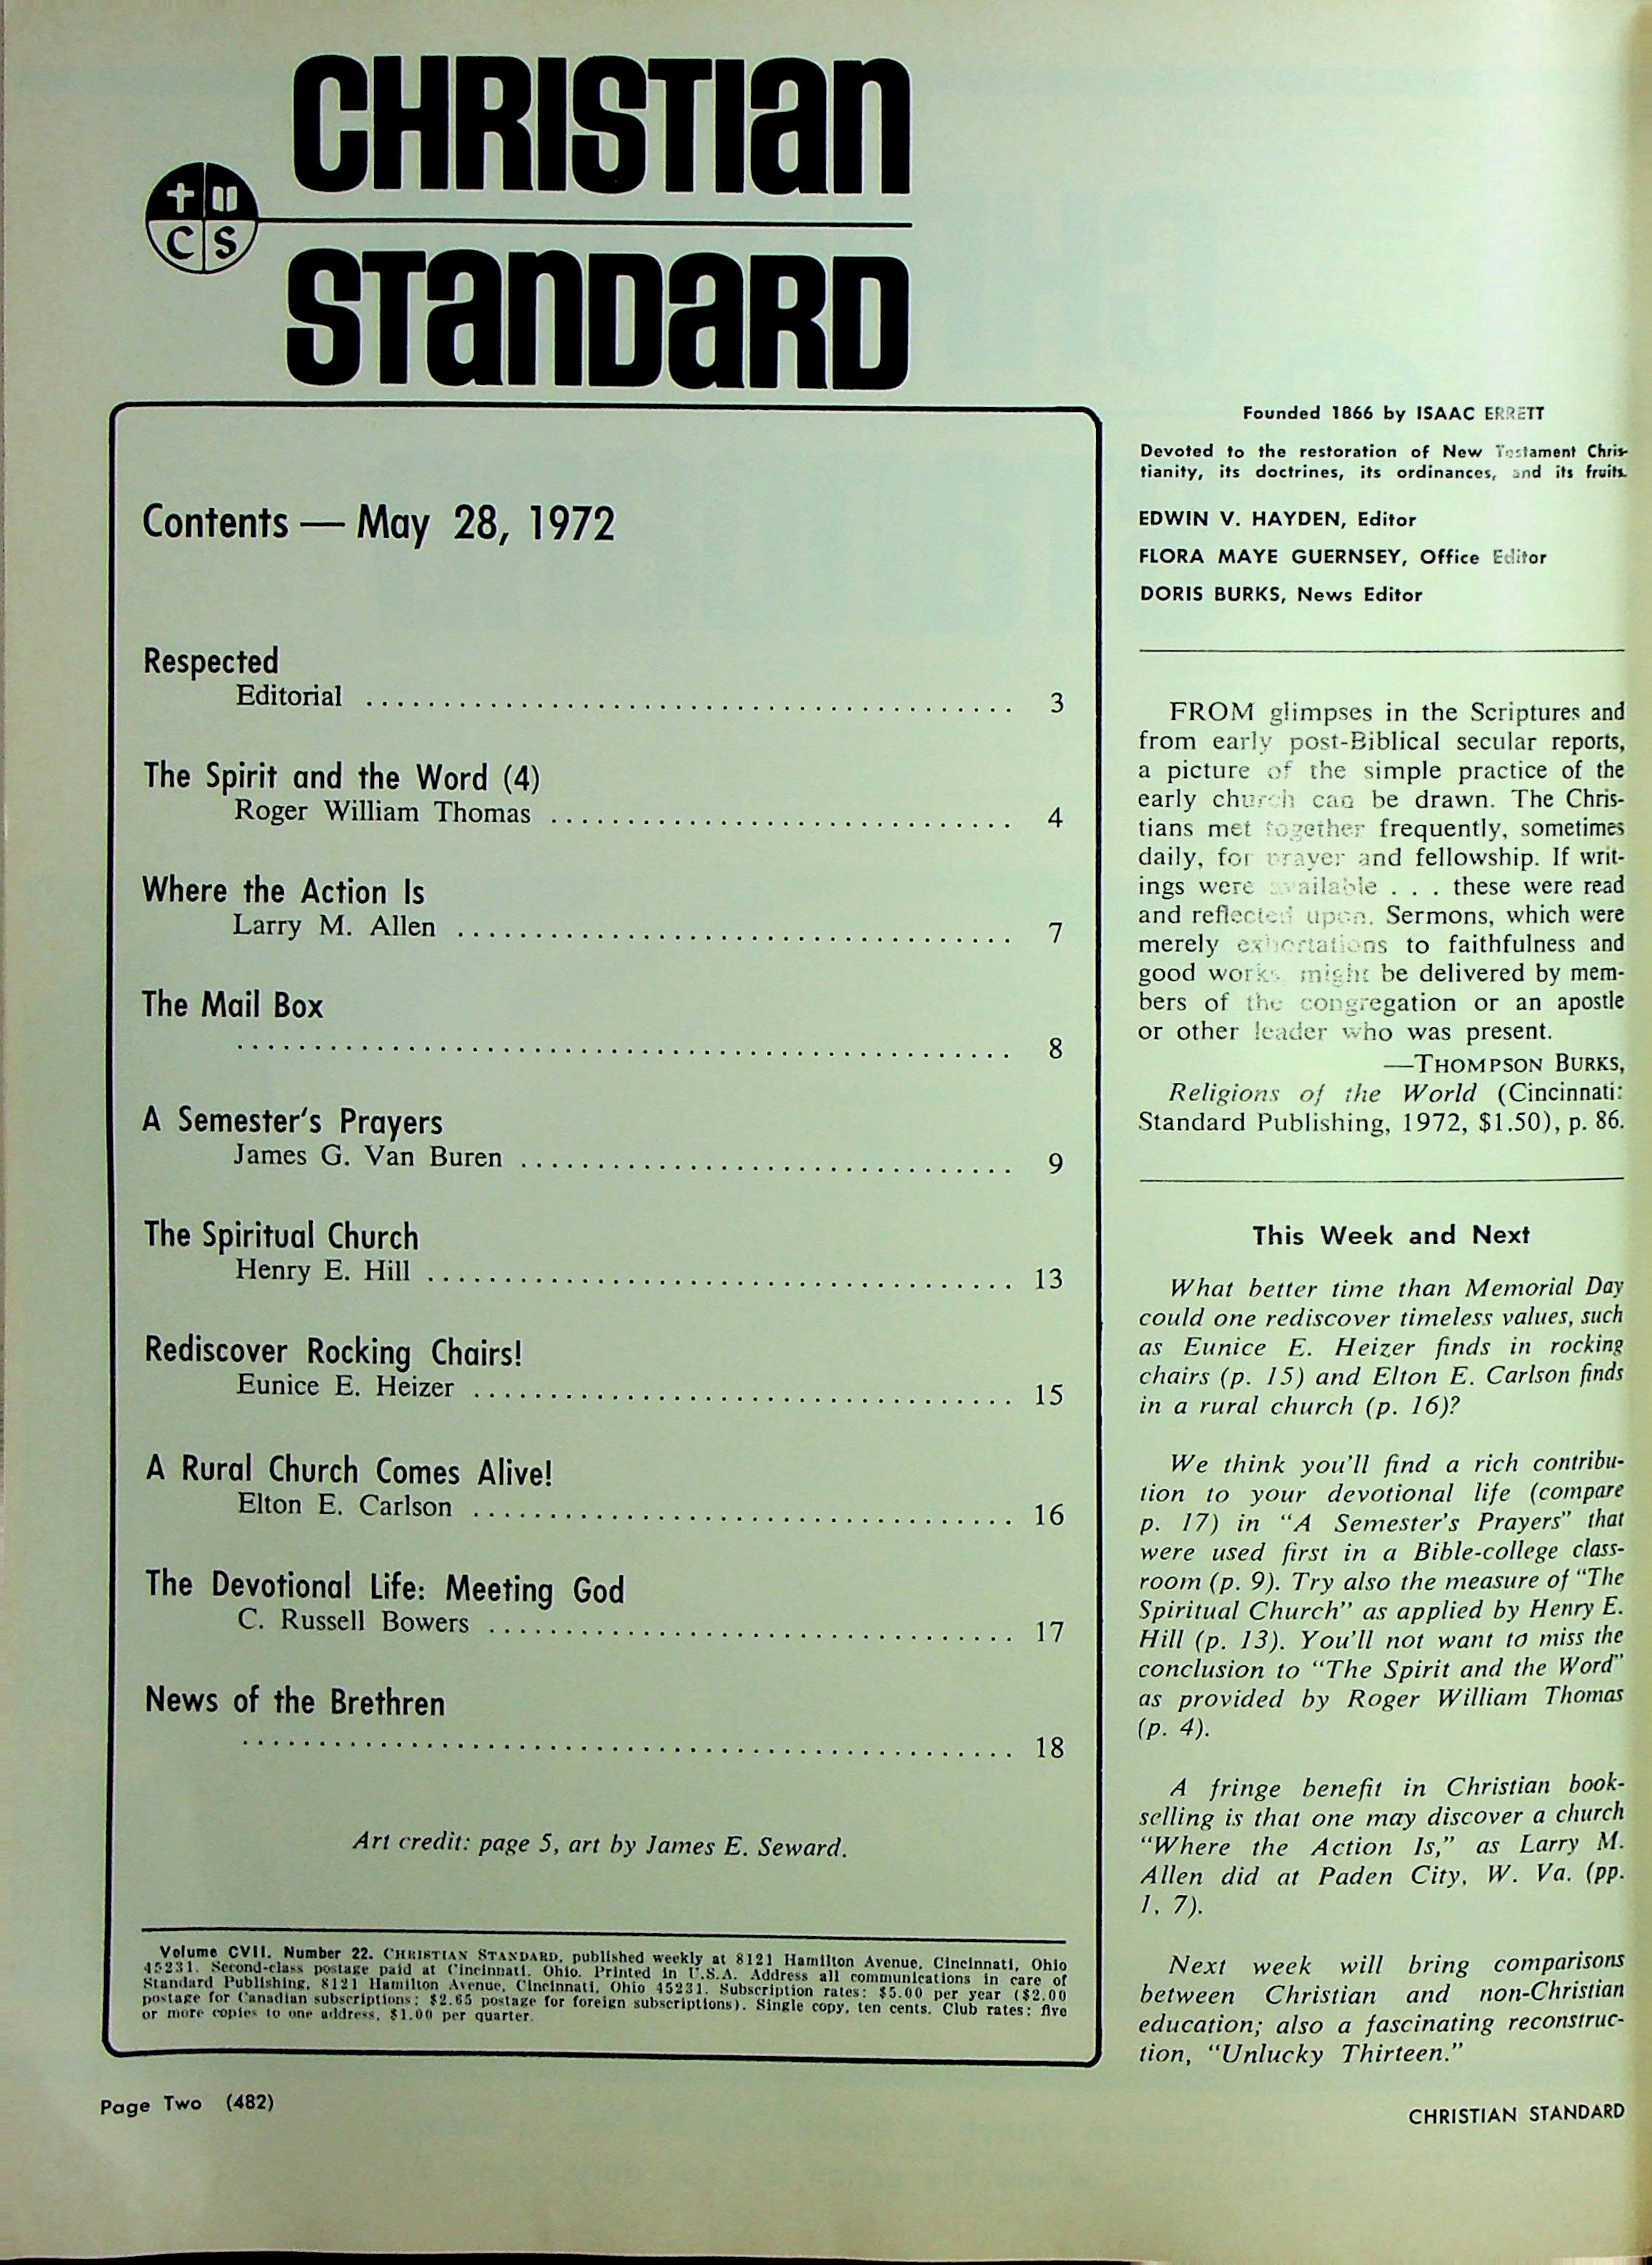 CHRISTIAN
C S
STANDARD
Contents — May 28, 1972
Respected
Editorial ........................................ 3
The Spirit and the Word (4)
Roger William Thomas ............................. 4
Where the Action Is
Larry M. Allen ................................... 7
The Mail Box
................................................ 8
A Semester's Prayers
James G. Van Buren ............................... 9
The Spiritual Church
Henry E. Hill .................................... 13
Rediscover Rocking Chairs!
Eunice E. Heizer ................................. 15
A Rural Church Comes Alive!
Elton E. Carlson ................................. 16
The Devotional Life: Meeting God
C. Russell Bowers ................................ 17
News of the Brethren
................................................ 18
Art credit: page 5, art by James E. Seward.
Volume CVII. Number 22. CHRISTIAN STANDARD, published weekly at 8121 Hamilton Avenue, Cincinnati, Ohio
45231. Second-class postage paid at Cincinnati, Ohio. Printed in U.S.A. Address all communications in care of
Standard Publishing, 8121 Hamilton Avenue, Cincinnati, Ohio 45231. Subscription rates: $5.00 per year ($2.00
postage for Canadian subscriptions; $2.65 postage for foreign subscriptions). Single copy, ten cents. Club rates: five
or more copies to one address, $1.00 per quarter.
Founded 1866 by ISAAC ERRETT
Devoted to the restoration of New Testament Chris-
tianity, its doctrines, its ordinances, and its fruits.
EDWIN V. HAYDEN, Editor
FLORA MAYE GUERNSEY, Office Editor
DORIS BURKS, News Editor
FROM glimpses in the Scriptures and
from early post-Biblical secular reports,
a picture of the simple practice of the
early church can be drawn. The Chris-
tians met together frequently, sometimes
daily, for prayer and fellowship. If writ-
ings were available . . . these were read
and reflected upon. Sermons, which were
merely exhortations to faithfulness and
good works might be delivered by mem-
bers of the congregation or an apostle
or other leader who was present.
—THOMPSON BURKS,
Religions of the World (Cincinnati:
Standard Publishing, 1972, $1.50), p. 86.
This Week and Next
What better time than Memorial Day
could one rediscover timeless values, such
as Eunice E. Heizer finds in rocking
chairs (p. 15) and Elton E. Carlson finds
in a rural church (p. 16)?
We think you'll find a rich contribu-
tion to your devotional life (compare
p. 17) in "A Semester's Prayers" that
were used first in a Bible-college class-
room (p. 9). Try also the measure of "The
Spiritual Church" as applied by Henry E.
Hill (p. 13). You'll not want to miss the
conclusion to "The Spirit and the Word"
as provided by Roger William Thomas
(p. 4).
A fringe benefit in Christian book-
selling is that one may discover a church
"Where the Action Is," as Larry M.
Allen did at Paden City, W. Va. (pp.
1, 7).
Next week will bring comparisons
between Christian and non-Christian
education; also a fascinating reconstruc-
tion, "Unlucky Thirteen."
Page Two (482)
CHRISTIAN STANDARD